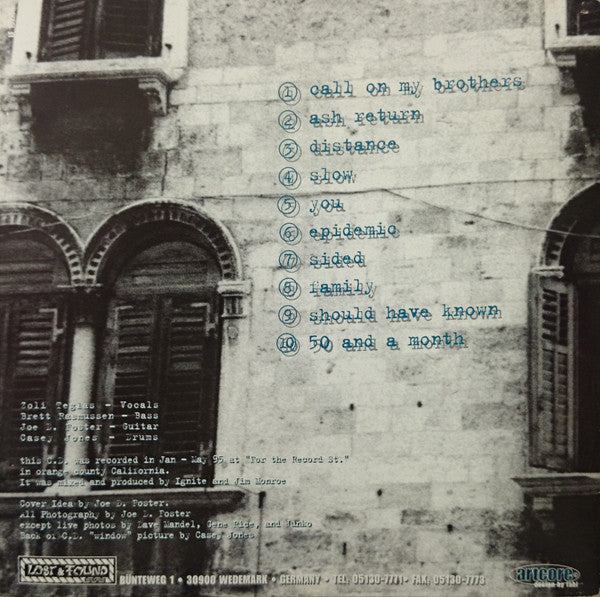 1 call on my brothers
2 ash return
3 distance
4 slow
5 you
6 epidemic
7 sided
8 family
9 should have known
10 50 and a month
Zoli Teglas - Vocals
Brett Rasmussen - Bass
Joe D. Foster - Guitar
Casey Jones - Drums
this C.D. was recorded in Jan - May 95 at "For the Record St."
in orange county California.
It was mixed and produced by Ignite and Jim Monroe
Cover Idea by Joe D. Foster.
All Photography by Joe D. Foster
except live photos by Dave Mandel, Gene Rice, and
Back of C.D. "window" picture by Casey Jones
LOST & FOUND
BÜNTEWEG 1 • 30900 WEDEMARK • GERMANY • TEL. 05130-7771 • FAX. 05130-7773
artcore
design by